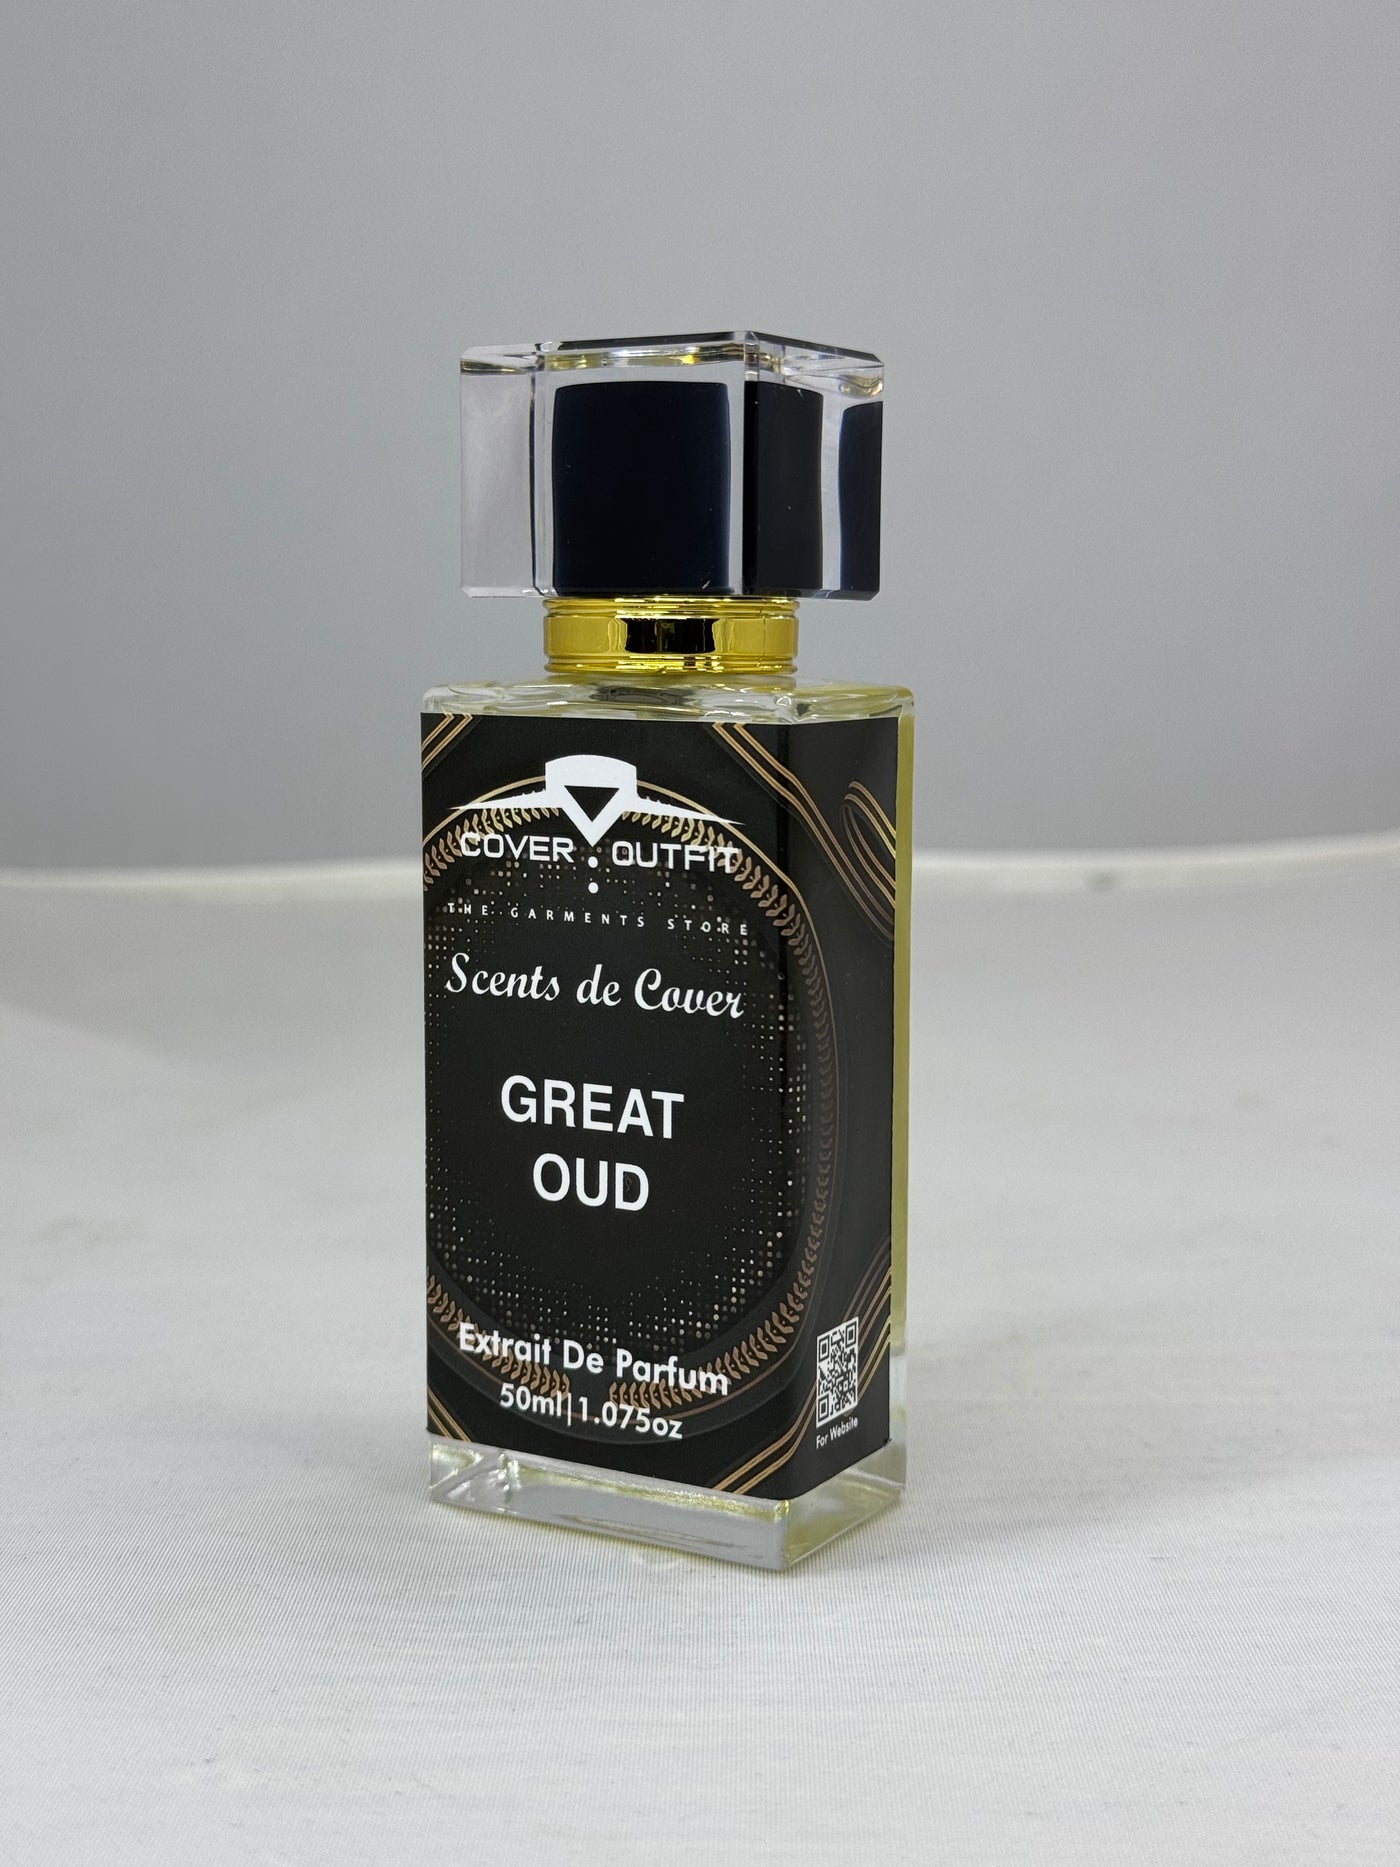 COVER OUTFIT
THE GARMENTS STORE
Scents de Cover
GREAT
OUD
Extrait De Parfum
50ml|1.075oz
For Website